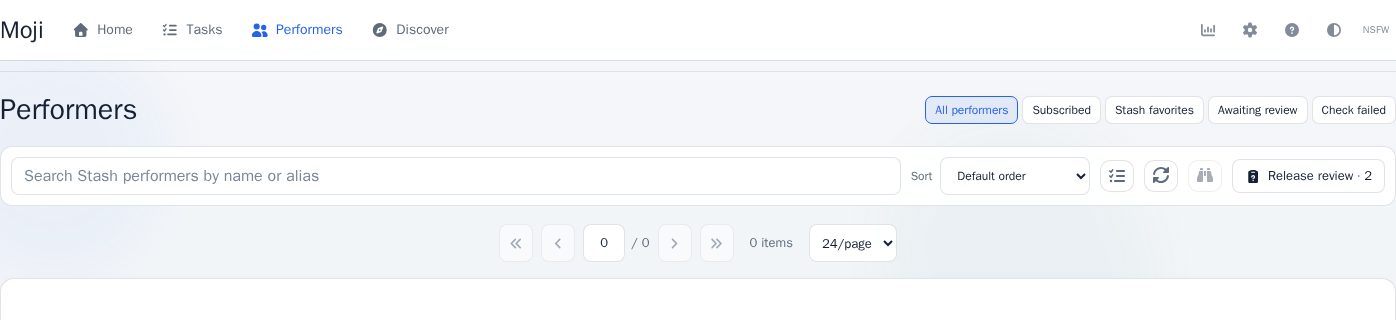 Moji Home Tasks Performers Discover NSFW
Performers All performers Subscribed Stash favorites Awaiting review Check failed
Search Stash performers by name or alias Sort Default order Release review · 2
0 / 0 0 items 24/page